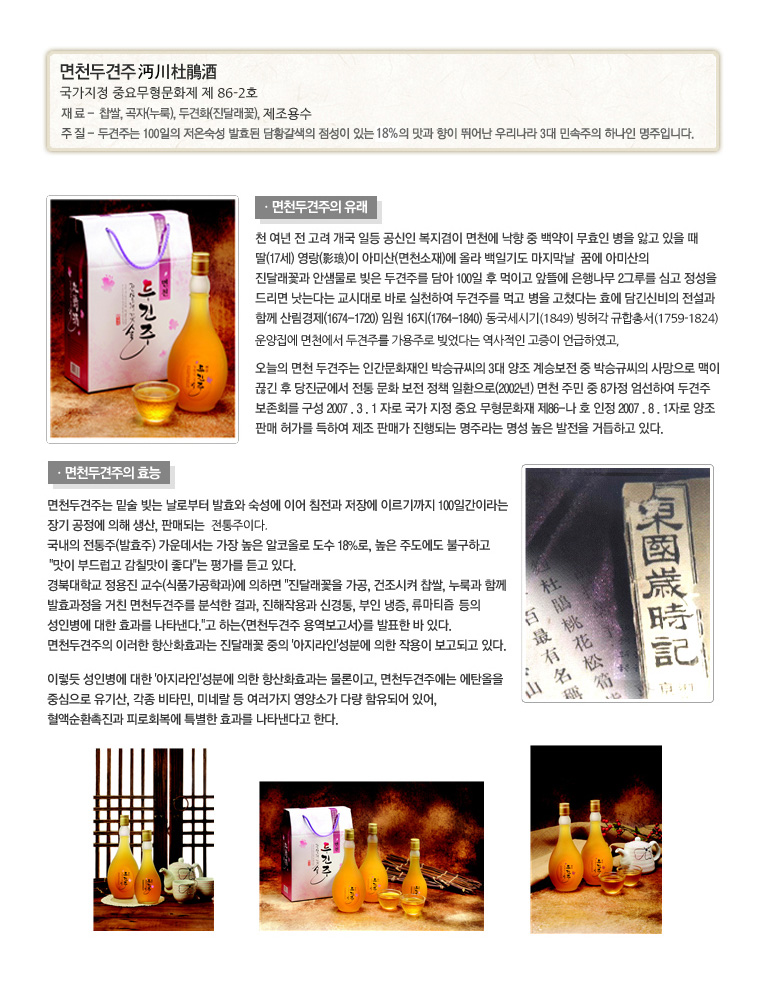 면천두견주 沔川杜鵑酒
국가지정 중요무형문화제 제 86-2호
재 료 – 찹쌀, 곡자(누룩), 두견화(진달래꽃), 제조용수
주 질 – 두견주는 100일의 저온숙성 발효된 담황갈색의 점성이 있는 18%의 맛과 향이 뛰어난 우리나라 3대 민속주의 하나인 명주입니다.
· 면천두견주의 유래
천 여년 전 고려 개국 일등 공신인 복지겸이 면천에 낙향 중 백약이 무효인 병을 앓고 있을 때
딸(17세) 영랑(影琅)이 아미산(면천소재)에 올라 백일기도 마지막날 꿈에 아미산의
진달래꽃과 안샘물로 빚은 두견주를 담아 100일 후 먹이고 앞뜰에 은행나무 2그루를 심고 정성을
드리면 낫는다는 교시대로 바로 실천하여 두견주를 먹고 병을 고쳤다는 효에 담긴신비의 전설과
함께 산림경제(1674-1720) 임원 16지(1764-1840) 동국세시기(1849) 빙허각 규합총서(1759-1824)
운양집에 면천에서 두견주를 가용주로 빚었다는 역사적인 고증이 언급하였고,
오늘의 면천 두견주는 인간문화재인 박승규씨의 3대 양조 계승보전 중 박승규씨의 사망으로 맥이
끊긴 후 당진군에서 전통 문화 보전 정책 일환으로(2002년) 면천 주민 중 8가정 엄선하여 두견주
보존회를 구성 2007 . 3 . 1 자로 국가 지정 중요 무형문화재 제86-나 호 인정 2007 . 8 . 1자로 양조
판매 허가를 득하여 제조 판매가 진행되는 명주라는 명성 높은 발전을 거듭하고 있다.
면천
두견주
두견주
· 면천두견주의 효능
면천두견주는 밑술 빚는 날로부터 발효와 숙성에 이어 침전과 저장에 이르기까지 100일간이라는
장기 공정에 의해 생산, 판매되는 전통주이다.
국내의 전통주(발효주) 가운데서는 가장 높은 알코올로 도수 18%로, 높은 주도에도 불구하고
"맛이 부드럽고 감칠맛이 좋다"는 평가를 듣고 있다.
경북대학교 정용진 교수(식품가공학과)에 의하면 "진달래꽃을 가공, 건조시켜 찹쌀, 누룩과 함께
발효과정을 거친 면천두견주를 분석한 결과, 진해작용과 신경통, 부인 냉증, 류마티즘 등의
성인병에 대한 효과를 나타낸다."고 하는<면천두견주 용역보고서>를 발표한 바 있다.
면천두견주의 이러한 항산화효과는 진달래꽃 중의 '아지라인'성분에 의한 작용이 보고되고 있다.
이렇듯 성인병에 대한 '아지라인'성분에 의한 항산화효과는 물론이고, 면천두견주에는 에탄올을
중심으로 유기산, 각종 비타민, 미네랄 등 여러가지 영양소가 다량 함유되어 있어,
혈액순환촉진과 피로회복에 특별한 효과를 나타낸다고 한다.
東國歲時記
杜鵑桃花松筍
百最有名
두견주
두견주
두견주